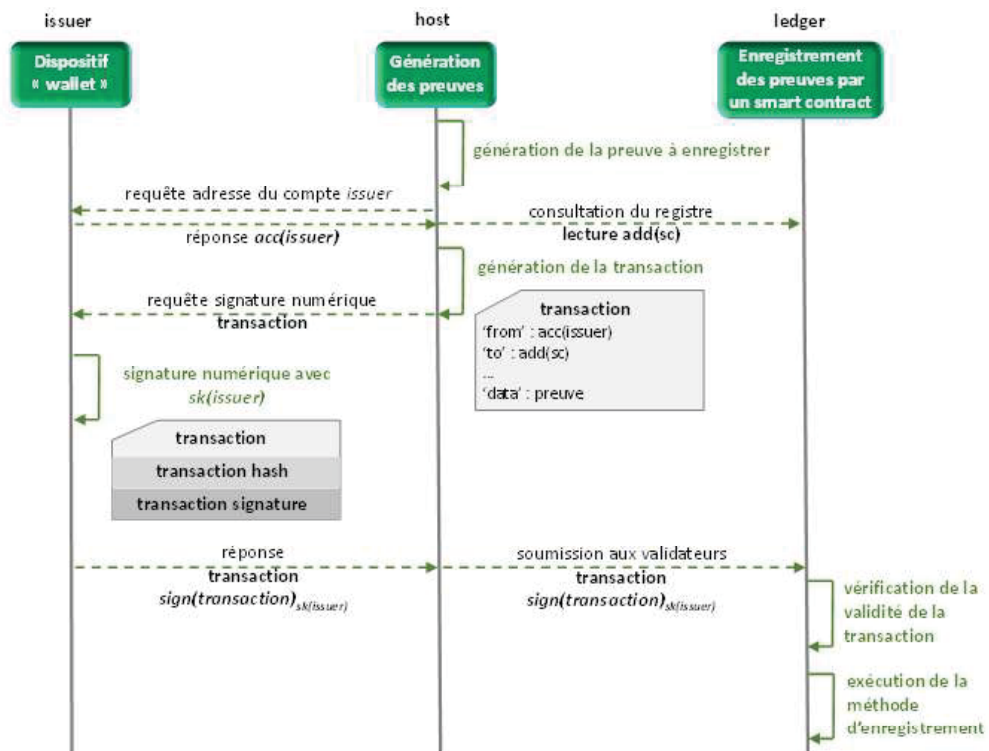 issuer
host
ledger
Dispositif
« wallet »
Génération
des preuves
Enregistrement
des preuves par
un smart contract
génération de la preuve à enregistrer
requête adresse du compte issuer
consultation du registre
réponse acc(issuer)
lecture add(sc)
génération de la transaction
requête signature numérique
transaction
transaction
'from' : acc(issuer)
'to' : add(sc)
...
'data' : preuve
signature numérique avec
sk(issuer)
transaction
transaction hash
transaction signature
réponse
soumission aux validateurs
transaction
transaction
sign(transaction)sk(issuer)
sign(transaction)sk(issuer)
vérification de la
validité de la
transaction
exécution de la
méthode
d'enregistrement